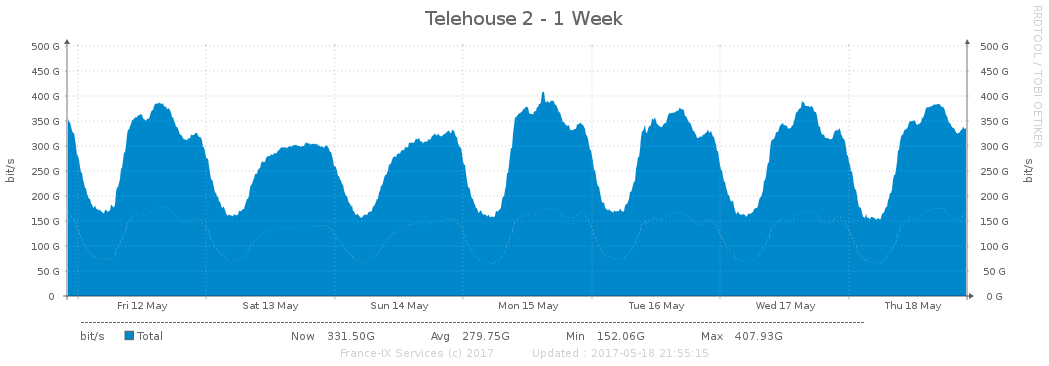 Telehouse 2 - 1 Week
RRDTOOL / TOBI OETIKER
500 G 500 G
450 G 450 G
400 G 400 G
350 G 350 G
300 G 300 G
250 G 250 G
200 G 200 G
150 G 150 G
100 G 100 G
50 G 50 G
0 0 G
bit/s bit/s
Fri 12 May Sat 13 May Sun 14 May Mon 15 May Tue 16 May Wed 17 May Thu 18 May
bit/s Total Now 331.50G Avg 279.75G Min 152.06G Max 407.93G
France-IX Services (c) 2017 Updated : 2017-05-18 21:55:15